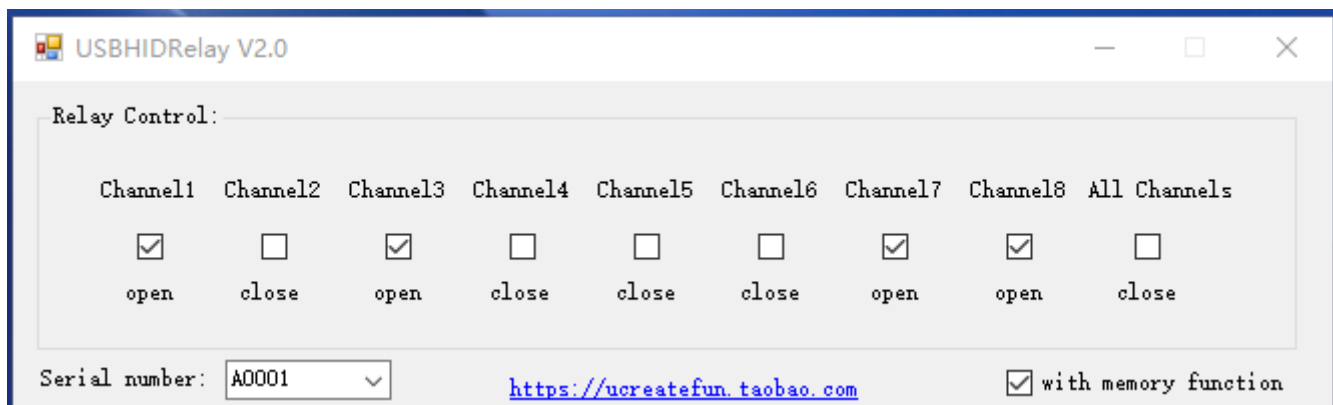 USBHIDRelay V2.0
Relay Control:
Channel1 Channel2 Channel3 Channel4 Channel5 Channel6 Channel7 Channel8 All Channels
open close open close close close open open close
Serial number: A0001 https://ucreatefun.taobao.com with memory function